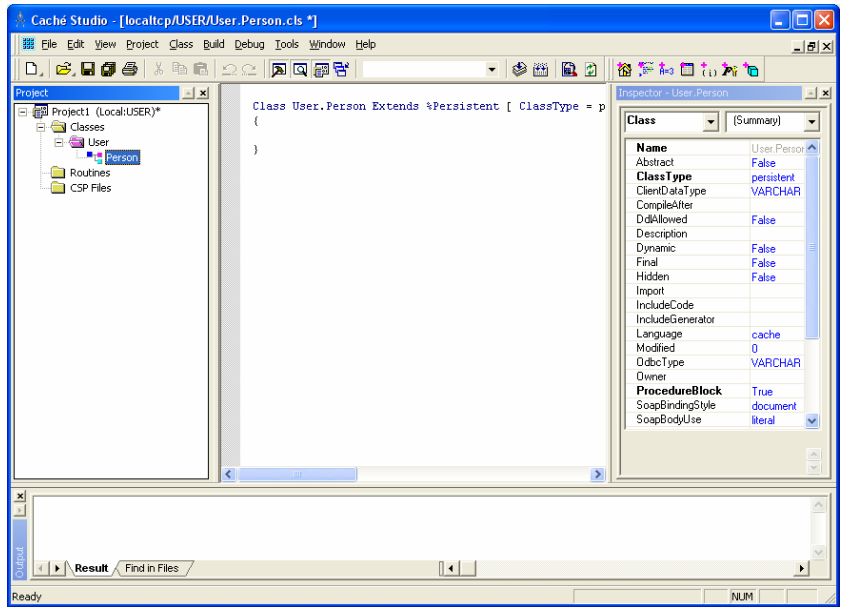 Caché Studio - [localtcp/USER/User.Person.cls *]
File Edit View Project Class Build Debug Tools Window Help
Project
Project1 (Local:USER)*
Classes
User
Person
Routines
CSP Files
Class User.Person Extends %Persistent [ ClassType = p
{
}
Inspector - User.Person
Class (Summary)
Name User.Person
Abstract False
ClassType persistent
ClientDataType VARCHAR
CompileAfter
DdlAllowed False
Description
Dynamic False
Final False
Hidden False
Import
IncludeCode
IncludeGenerator
Language cache
Modified 0
OdbcType VARCHAR
Owner
ProcedureBlock True
SoapBindingStyle document
SoapBodyUse literal
Output
Result Find in Files
Ready NUM